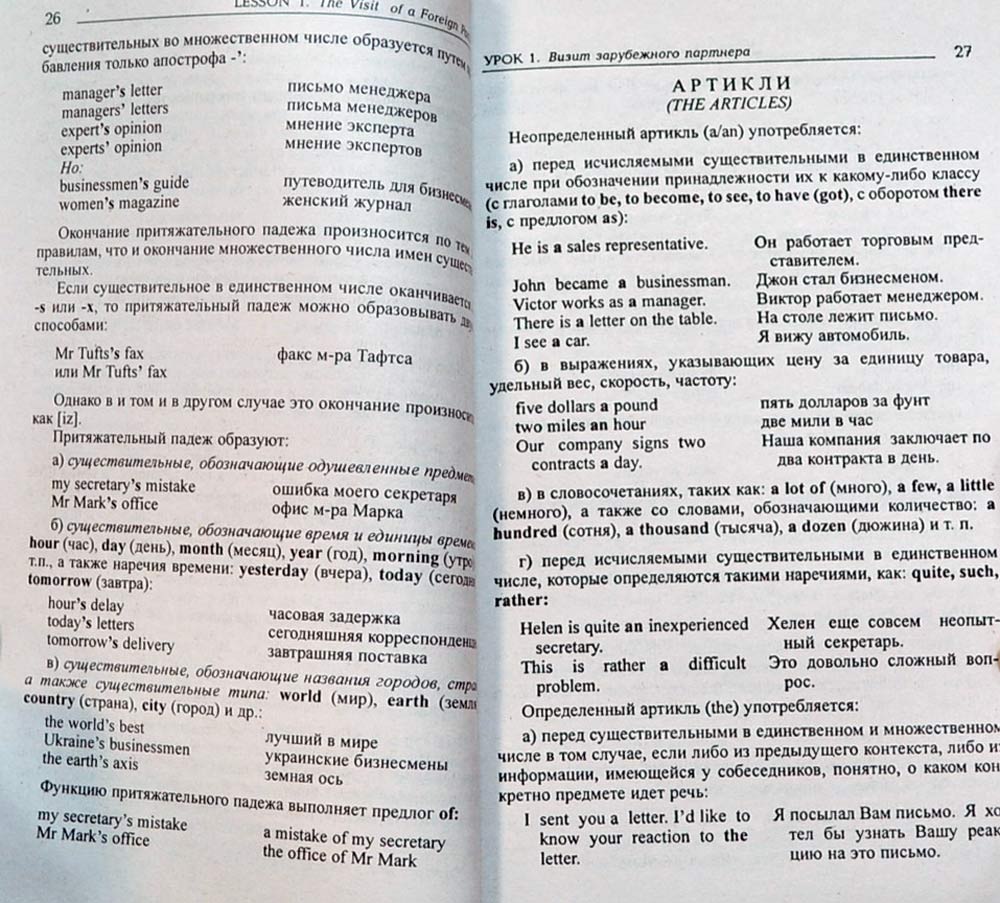 26
LESSON 1. The Visit of a Foreign
существительных во множественном числе образуется путем
бавления только апострофа -':
manager's letter письмо менеджера
managers' letters письма менеджеров
expert's opinion мнение эксперта
experts' opinion мнение экспертов
Но:
businessmen's guide путеводитель для бизнесме
women's magazine женский журнал
Окончание притяжательного падежа произносится по тем
правилам, что и окончание множественного числа имен сущест
тельных.
Если существительное в единственном числе оканчивается
-s или -x, то притяжательный падеж можно образовывать дву
способами:
Mr Tufts's fax факс м-ра Тафтса
или Mr Tufts' fax
Однако в и том и в другом случае это окончание произноси
как [iz].
Притяжательный падеж образуют:
а) существительные, обозначающие одушевленные предмет
my secretary's mistake ошибка моего секретаря
Mr Mark's office офис м-ра Марка
б) существительные, обозначающие время и единицы времен
hour (час), day (день), month (месяц), year (год), morning (утро
т.п., а также наречия времени: yesterday (вчера), today (сегодн
tomorrow (завтра):
hour's delay часовая задержка
today's letters сегодняшняя корреспонденц
tomorrow's delivery завтрашняя поставка
в) существительные, обозначающие названия городов, стра
а также существительные типа: world (мир), earth (земля
country (страна), city (город) и др.:
the world's best лучший в мире
Ukraine's businessmen украинские бизнесмены
the earth's axis земная ось
Функцию притяжательного падежа выполняет предлог of:
my secretary's mistake a mistake of my secretary
Mr Mark's office the office of Mr Mark
УРОК 1. Визит зарубежного партнера 27
АРТИКЛИ
(THE ARTICLES)
Неопределенный артикль (a/an) употребляется:
а) перед исчисляемыми существительными в единственном
числе при обозначении принадлежности их к какому-либо классу
(с глаголами to be, to become, to see, to have (got), с оборотом there
is, с предлогом as):
He is a sales representative. Он работает торговым пред-
ставителем.
John became a businessman. Джон стал бизнесменом.
Victor works as a manager. Виктор работает менеджером.
There is a letter on the table. На столе лежит письмо.
I see a car. Я вижу автомобиль.
б) в выражениях, указывающих цену за единицу товара,
удельный вес, скорость, частоту:
five dollars a pound пять долларов за фунт
two miles an hour две мили в час
Our company signs two Наша компания заключает по
contracts a day. два контракта в день.
в) в словосочетаниях, таких как: a lot of (много), a few, a little
(немного), а также со словами, обозначающими количество: a
hundred (сотня), a thousand (тысяча), a dozen (дюжина) и т. п.
г) перед исчисляемыми существительными в единственном
числе, которые определяются такими наречиями, как: quite, such,
rather:
Helen is quite an inexperienced Хелен еще совсем неопыт-
secretary. ный секретарь.
This is rather a difficult Это довольно сложный воп-
problem. рос.
Определенный артикль (the) употребляется:
а) перед существительными в единственном и множественном
числе в том случае, если либо из предыдущего контекста, либо из
информации, имеющейся у собеседников, понятно, о каком кон
кретно предмете идет речь:
I sent you a letter. I'd like to Я посылал Вам письмо. Я хо
know your reaction to the тел бы узнать Вашу реак
letter. цию на это письмо.